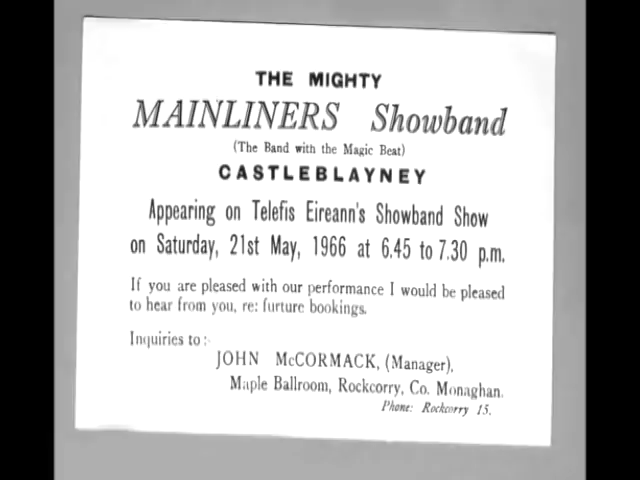 THE MIGHTY
MAINLINERS Showband
(The Band with the Magic Beat)
CASTLEBLAYNEY
Appearing on Telefis Eireann's Showband Show
on Saturday, 21st May, 1966 at 6.45 to 7.30 p.m.
If you are pleased with our performance I would be pleased
to hear from you, re: furture bookings.
Inquiries to :-
JOHN McCORMACK, (Manager),
Maple Ballroom, Rockcorry, Co. Monaghan.
Phone: Rockcorry 15.